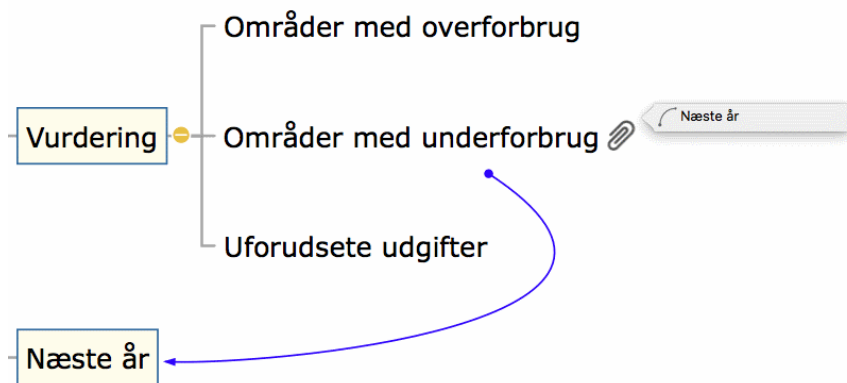 Områder med overforbrug
Næste år
Vurdering
Områder med underforbrug
Uforudsete udgifter
Næste år